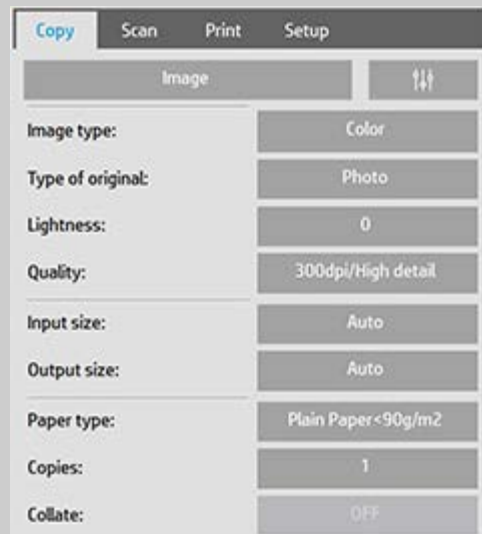 Copy Scan Print Setup
Image
Image type: Color
Type of original: Photo
Lightness: 0
Quality: 300dpi/High detail
Input size: Auto
Output size: Auto
Paper type: Plain Paper<90g/m2
Copies: 1
Collate: OFF